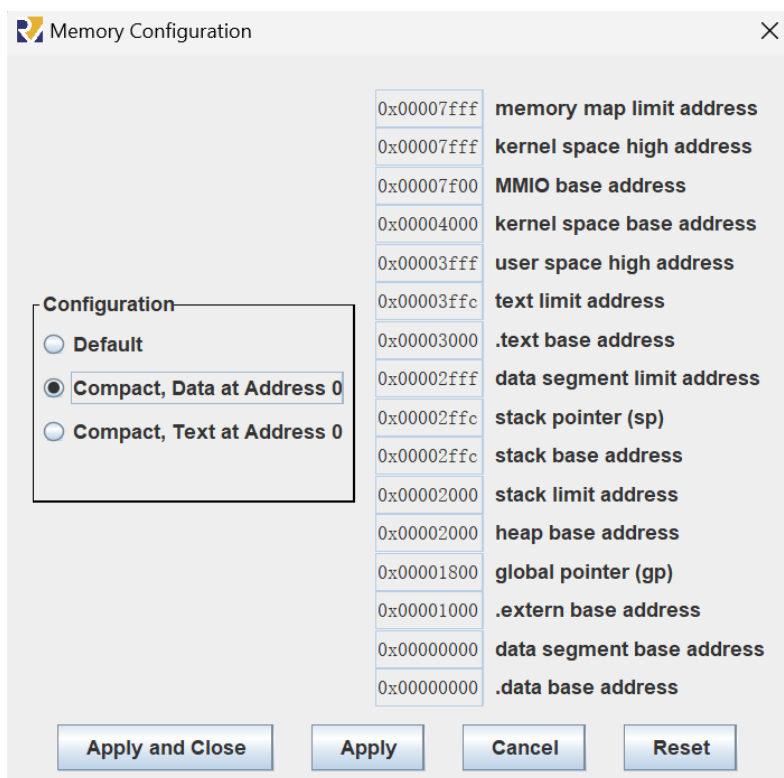 Memory Configuration
Configuration
Default
Compact, Data at Address 0
Compact, Text at Address 0
0x00007fff memory map limit address
0x00007fff kernel space high address
0x00007f00 MMIO base address
0x00004000 kernel space base address
0x00003fff user space high address
0x00003ffc text limit address
0x00003000 .text base address
0x00002fff data segment limit address
0x00002ffc stack pointer (sp)
0x00002ffc stack base address
0x00002000 stack limit address
0x00002000 heap base address
0x00001800 global pointer (gp)
0x00001000 .extern base address
0x00000000 data segment base address
0x00000000 .data base address
Apply and Close Apply Cancel Reset